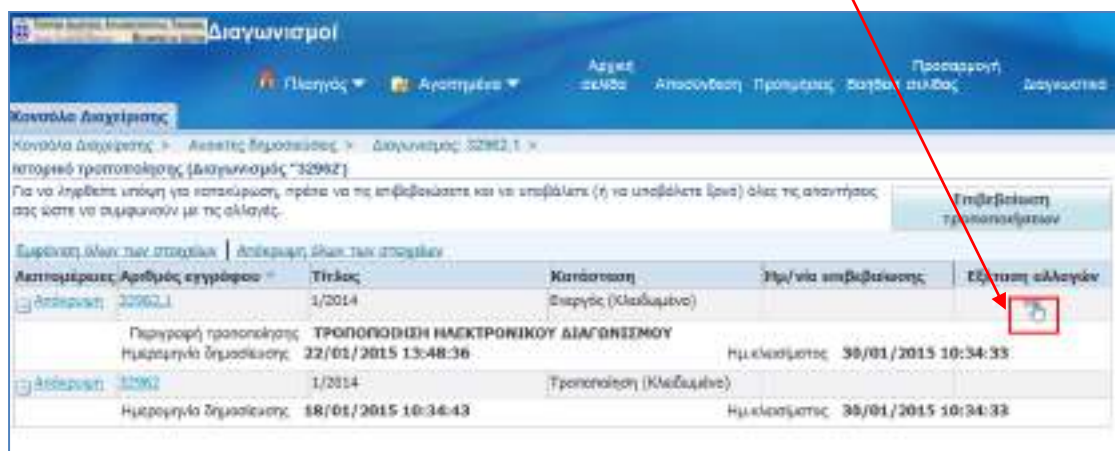 Διαγωνισμοί
Πλοηγός Αγαπημένα Αρχική σελίδα Αποσύνδεση Προτιμήσεις Βοήθεια Προσαρμογή σελίδας Διαγνωστικά
Κονσόλα Διαχείρισης
Κονσόλα Διαχείρισης > Ανοικτές δημοσιεύσεις > Διαγωνισμός: 32962,1 >
Ιστορικό τροποποίησης (Διαγωνισμός "32962")
Για να ληφθείτε υπόψη για κατακύρωση, πρέπει να τις επιβεβαιώσετε και να υποβάλετε (ή να υποβάλετε ξανά) όλες τις απαντήσεις
σας ώστε να συμφωνούν με τις αλλαγές.
Επιβεβαίωση
τροποποιήσεων
Εμφάνιση όλων των στοιχείων | Απόκρυψη όλων των στοιχείων
Λεπτομέρειες Αριθμός εγγράφου Τίτλος Κατάσταση Ημ/νία επιβεβαίωσης Εξέταση αλλαγών
Απόκρυψη 32962,1 1/2014 Ενεργός (Κλειδωμένο)
Περιγραφή τροποποίησης ΤΡΟΠΟΠΟΙΗΣΗ ΗΛΕΚΤΡΟΝΙΚΟΥ ΔΙΑΓΩΝΙΣΜΟΥ
Ημερομηνία δημοσίευσης 22/01/2015 13:48:36 Ημ.κλεισίματος 30/01/2015 10:34:33
Απόκρυψη 32962 1/2014 Τροποποίηση (Κλειδωμένο)
Ημερομηνία δημοσίευσης 18/01/2015 10:34:43 Ημ.κλεισίματος 30/01/2015 10:34:33